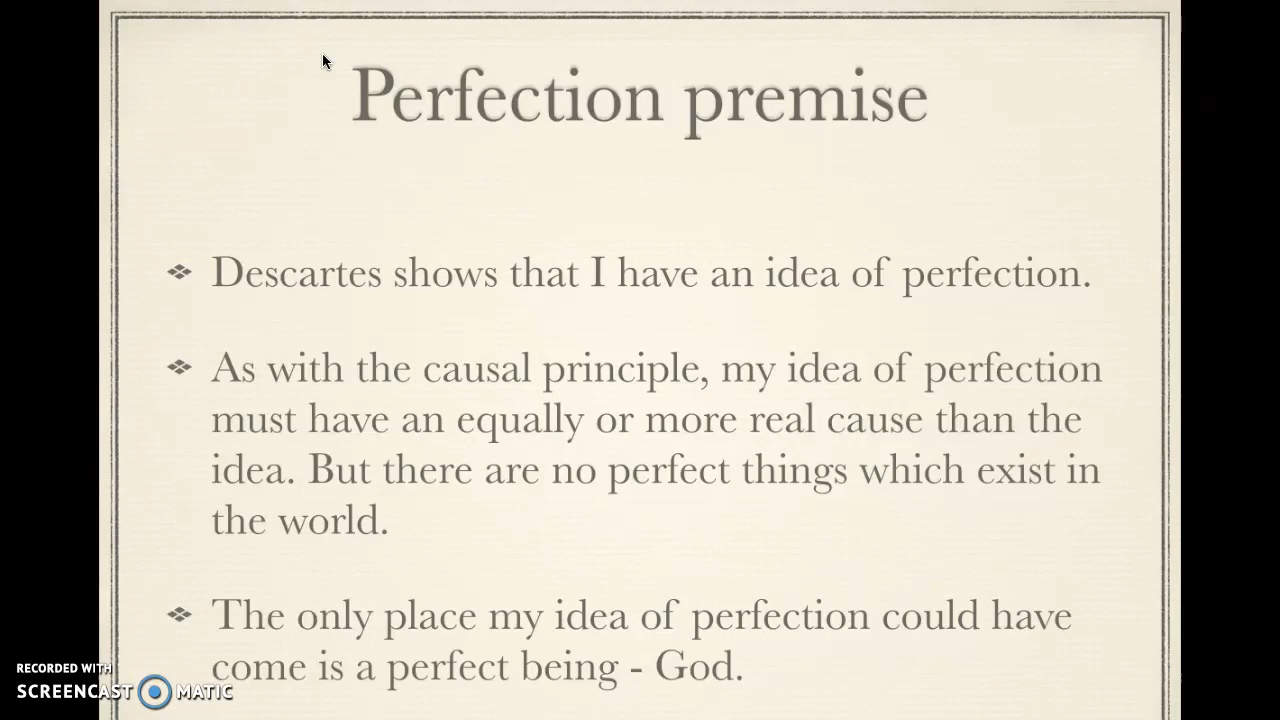 Perfection premise
Descartes shows that I have an idea of perfection.
As with the causal principle, my idea of perfection
must have an equally or more real cause than the
idea. But there are no perfect things which exist in
the world.
The only place my idea of perfection could have
come is a perfect being - God.
RECORDED WITH
SCREENCAST MATIC